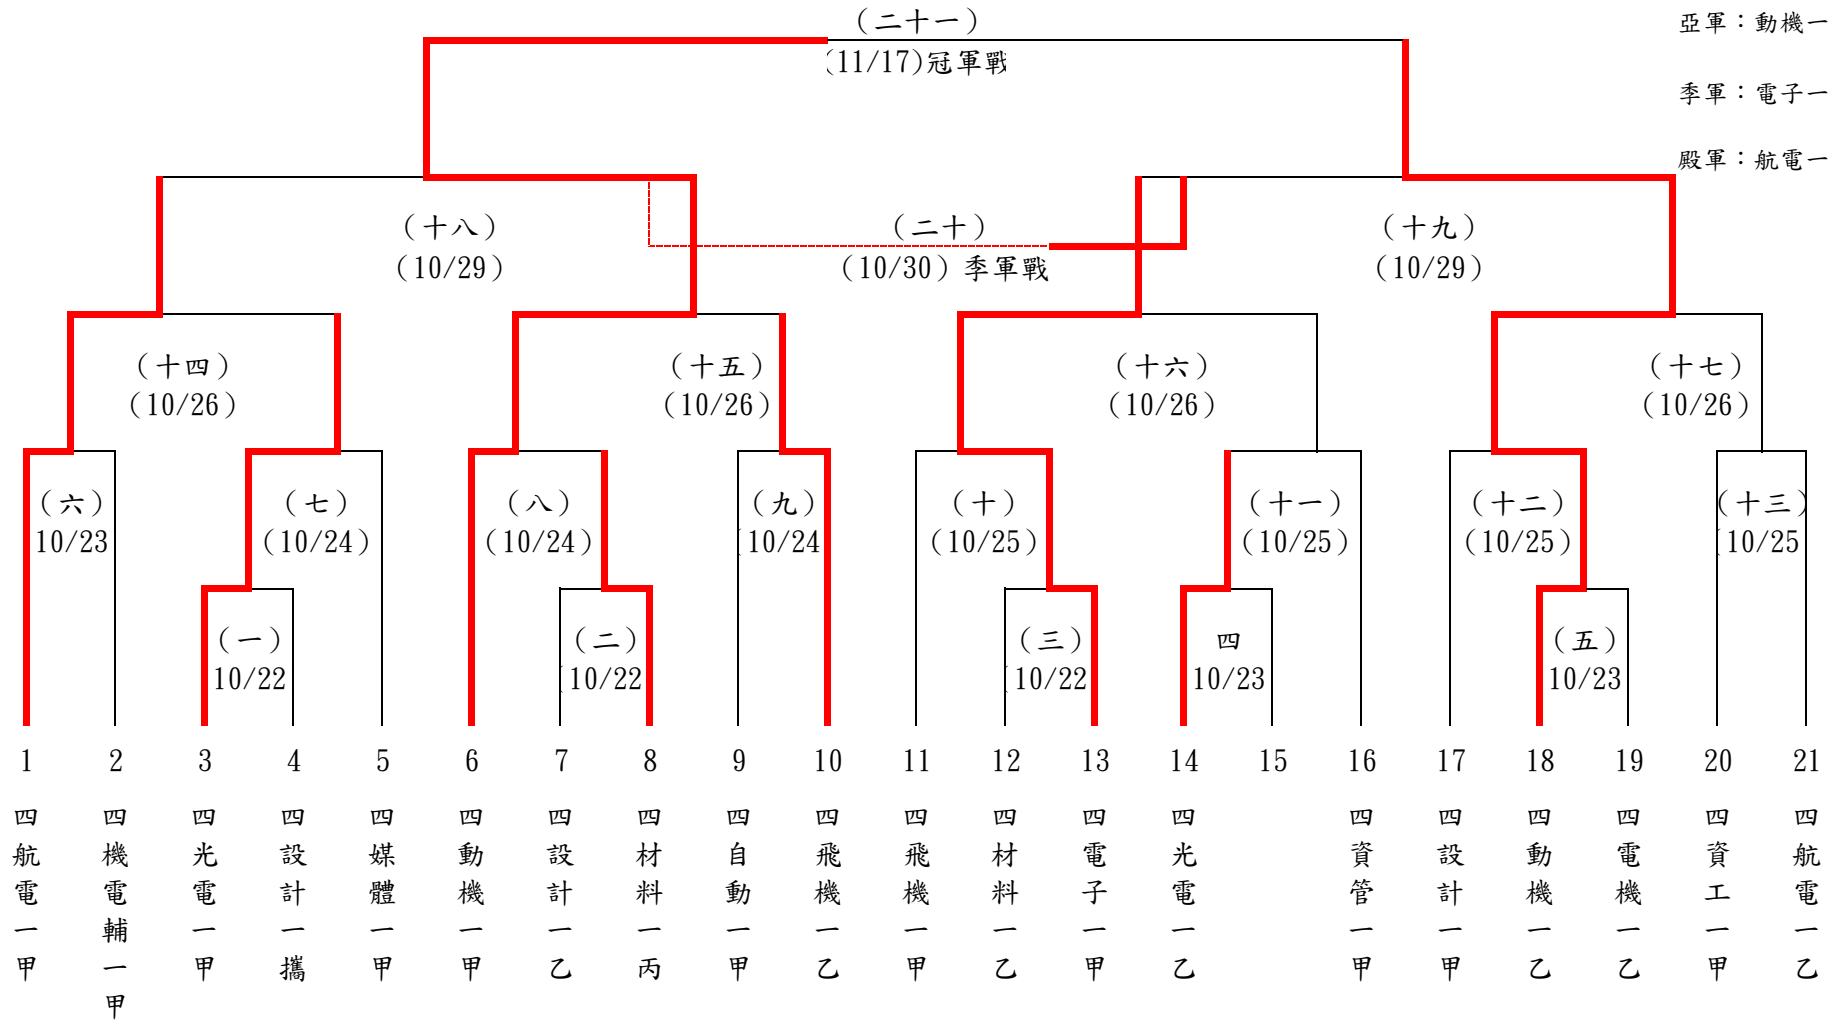 （二十一）
(11/17)冠軍戰
亞軍：動機一
季軍：電子一
殿軍：航電一
（十八）
（10/29）
（二十）
（10/30）季軍戰
（十九）
（10/29）
（十四）
（10/26）
（十五）
（10/26）
（十六）
（10/26）
（十七）
（10/26）
（六）
10/23
（七）
（10/24）
（八）
（10/24）
（九）
(10/24
（十）
（10/25）
（十一）
（10/25）
（十二）
（10/25）
（十三）
(10/25
（一）
10/22
（二）
(10/22
（三）
(10/22
四
10/23
（五）
10/23
1 2 3 4 5 6 7 8 9 10 11 12 13 14 15 16 17 18 19 20 21
四航電一甲
四機電輔一甲
四光電一甲
四設計一攜
四媒體一甲
四動機一甲
四設計一乙
四材料一丙
四自動一甲
四飛機一乙
四飛機一甲
四材料一乙
四電子一甲
四光電一乙
四資管一甲
四設計一甲
四動機一乙
四電機一乙
四資工一甲
四航電一乙